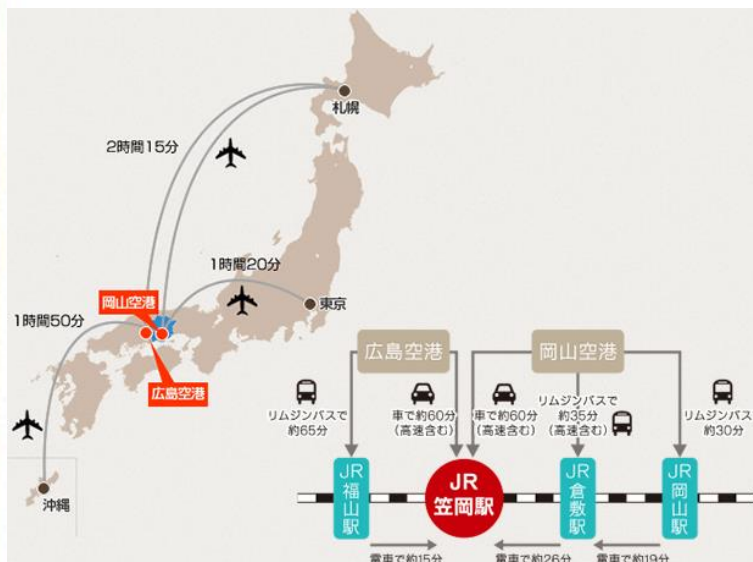 札幌
2時間15分
1時間20分
岡山空港
東京
1時間50分
広島空港
沖縄
広島空港
岡山空港
リムジンバスで
約65分
車で約60分
(高速含む)
車で約60分
(高速含む)
リムジンバスで
約35分
(高速含む)
リムジンバスで
約30分
JR
福山駅
JR
笠岡駅
JR
倉敷駅
JR
岡山駅
電車で約15分
電車で約26分
電車で約19分